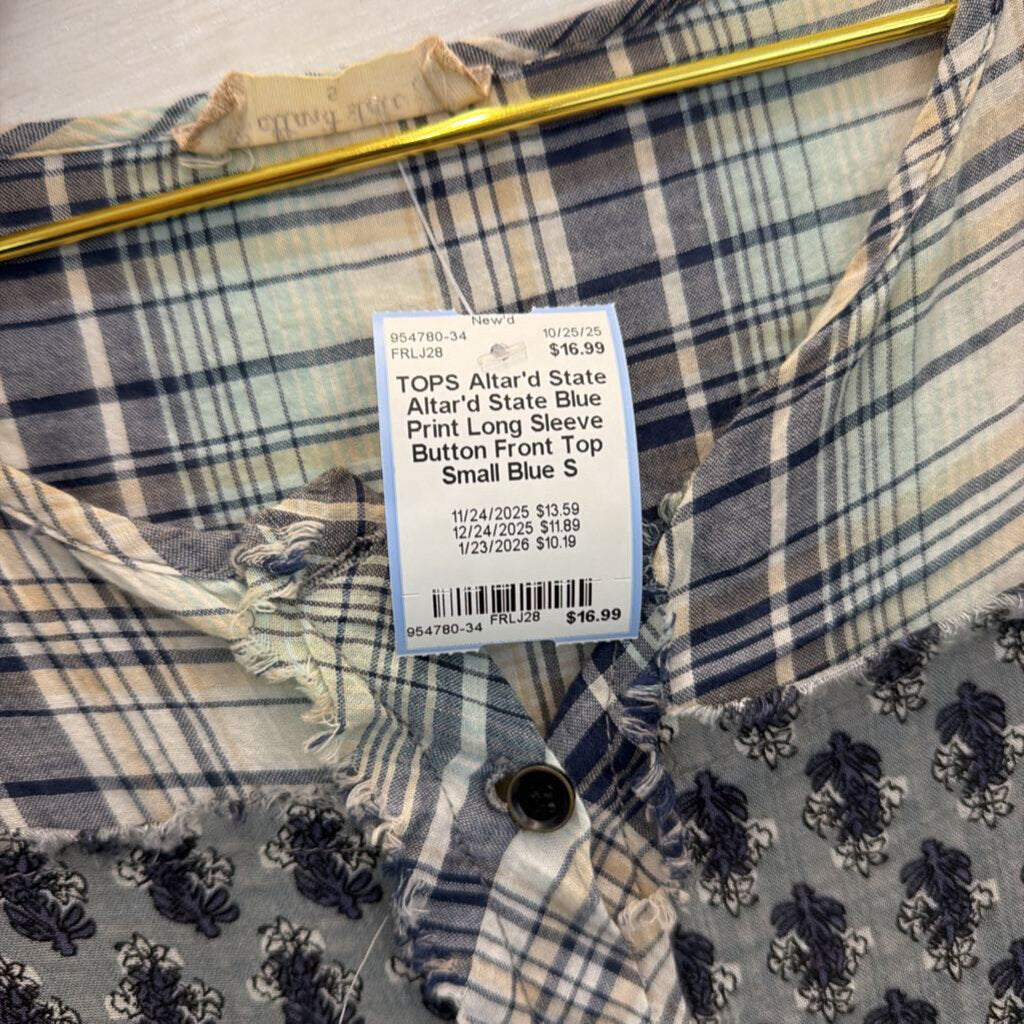 S
altar'd state
New'd
954780-34 10/25/25
FRLJ28 $16.99
TOPS Altar'd State
Altar'd State Blue
Print Long Sleeve
Button Front Top
Small Blue S
11/24/2025 $13.59
12/24/2025 $11.89
1/23/2026 $10.19
954780-34 FRLJ28 $16.99